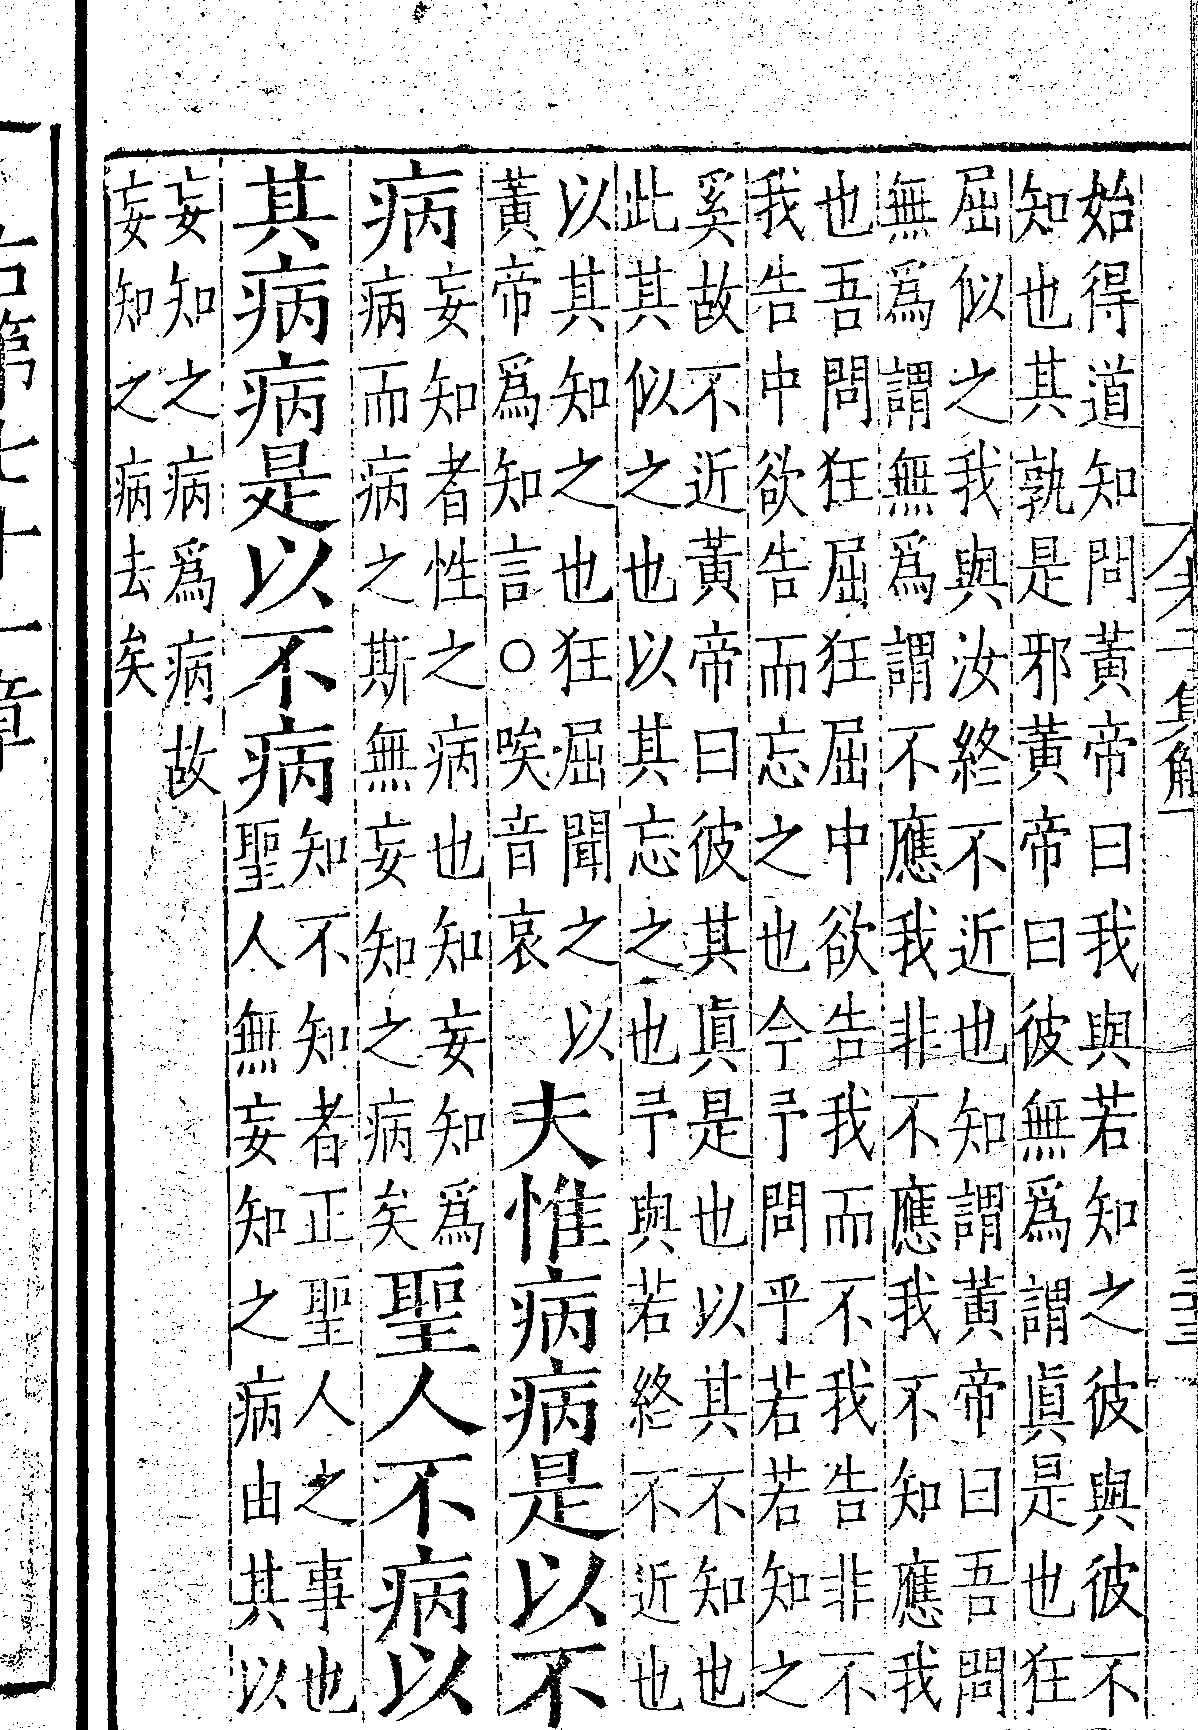 老子集解
始得道知問黃帝曰我與若知之彼與彼不
知也其孰是邪黃帝曰彼無爲謂眞是也狂
屈似之我與汝終不近也知謂黃帝曰吾問
無爲謂無爲謂不應我非不應我不知應我
也吾問狂屈狂屈中欲告我而不我告非不
我告中欲告而忘之也今予問乎若若知之
奚故不近黃帝曰彼其眞是也以其不知也
此其似之也以其忘之也予與若終不近也
以其知之也狂屈聞之以
黃帝爲知言○唉音哀
夫惟病病是以不
病
妄知者性之病也知妄知爲
病而病之斯無妄知之病矣
聖人不病以
其病病是以不病
知不知者正聖人之事也
聖人無妄知之病由其以
妄知之病爲病故
妄知之病去矣
右第七十一章